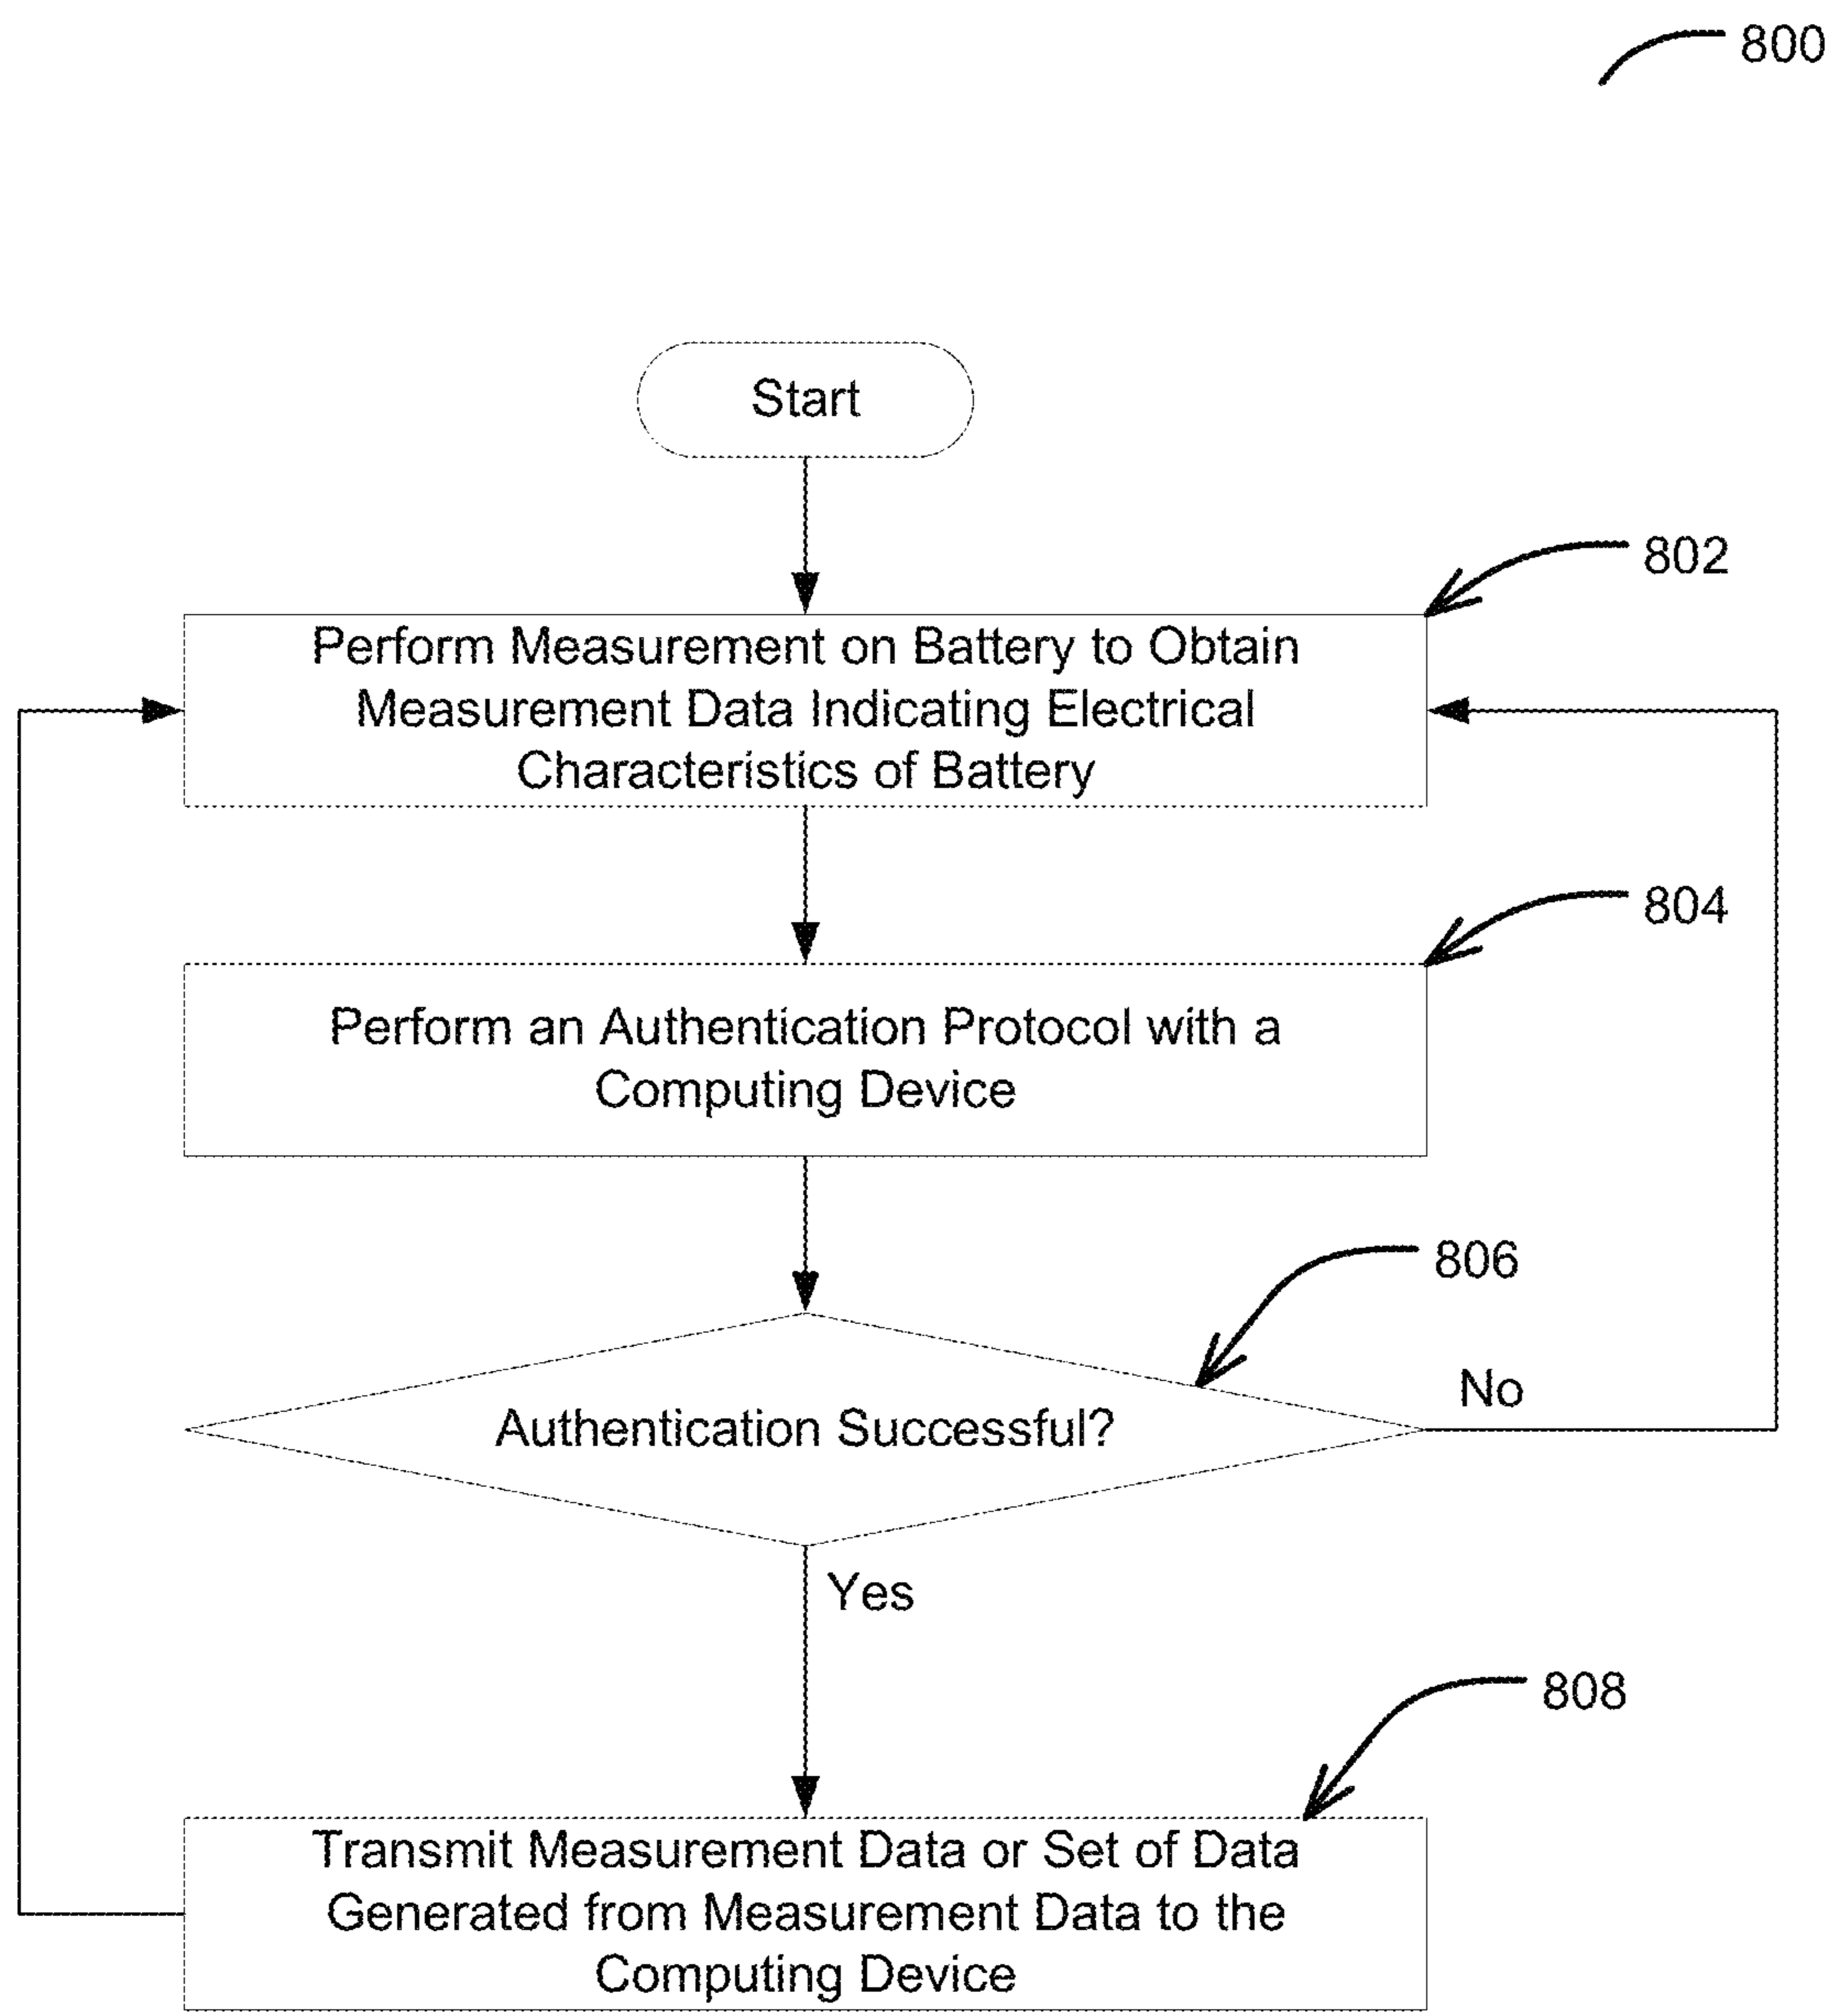 800
Start
802
Perform Measurement on Battery to Obtain
Measurement Data Indicating Electrical
Characteristics of Battery
804
Perform an Authentication Protocol with a
Computing Device
806
Authentication Successful?
No
Yes
808
Transmit Measurement Data or Set of Data
Generated from Measurement Data to the
Computing Device